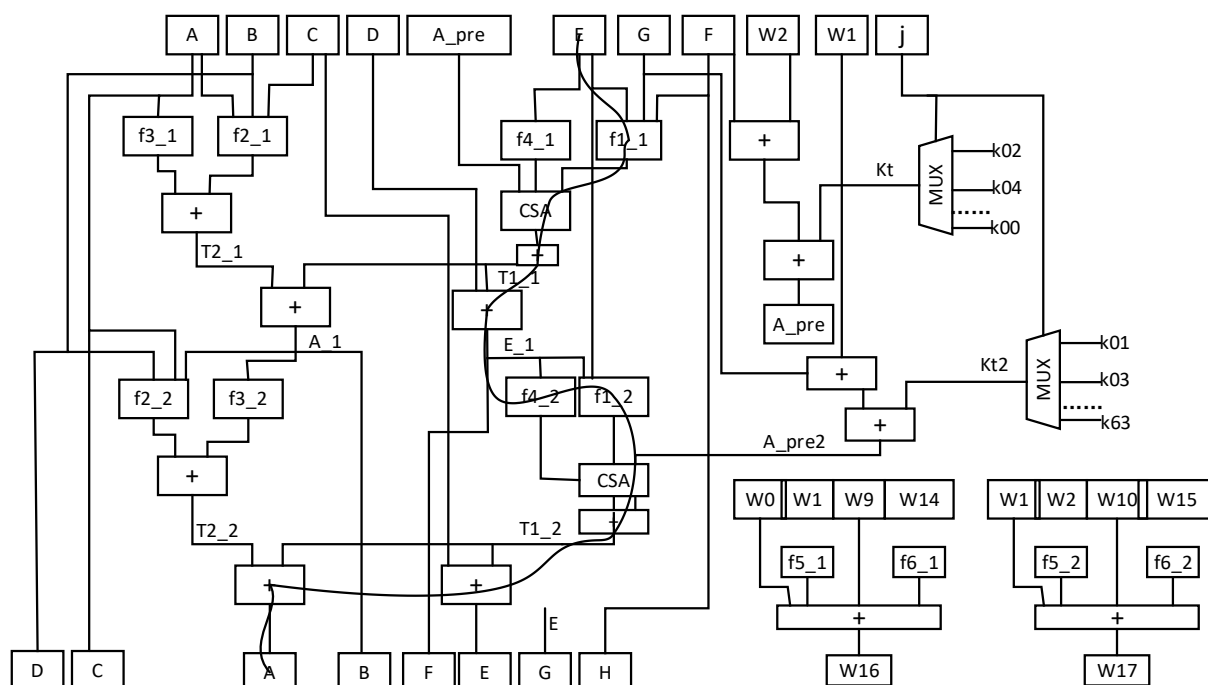 A B C D A_pre E G F W2 W1 j
f3_1 f2_1 f4_1 f1_1 +
k02
Kt MUX k04
......
k00
+ CSA
T2_1 + +
T1_1
+ + A_pre
A_1 E_1
k01
Kt2 MUX k03
......
k63
+
f2_2 f3_2 f4_2 f1_2
+
A_pre2
+ CSA
W0 W1 W9 W14 W1 W2 W10 W15
T2_2 T1_2 +
f5_1 f6_1 f5_2 f6_2
+ +
E + +
D C A B F E G H W16 W17